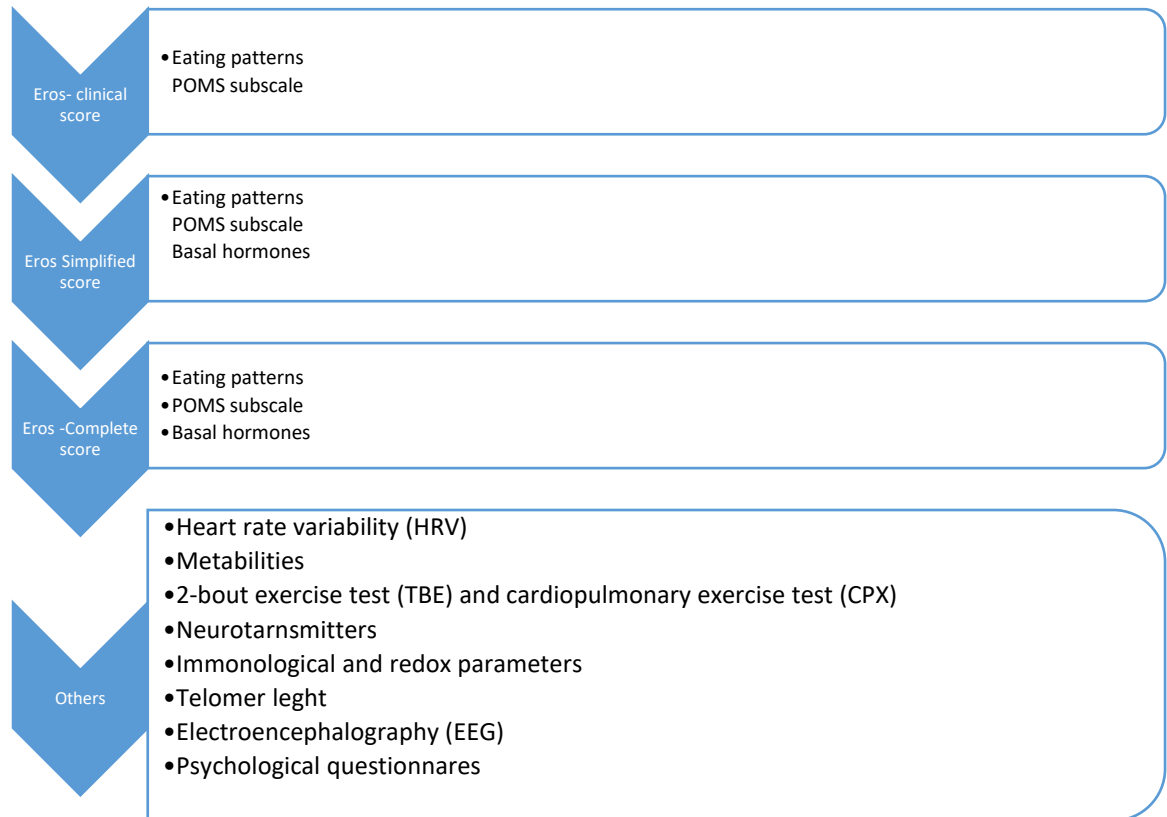 Eros- clinical
score
•Eating patterns
POMS subscale
Eros Simplified
score
•Eating patterns
POMS subscale
Basal hormones
Eros -Complete
score
•Eating patterns
•POMS subscale
•Basal hormones
Others
•Heart rate variability (HRV)
•Metabilities
•2-bout exercise test (TBE) and cardiopulmonary exercise test (CPX)
•Neurotarnsmitters
•Immonological and redox parameters
•Telomer leght
•Electroencephalography (EEG)
•Psychological questionnares